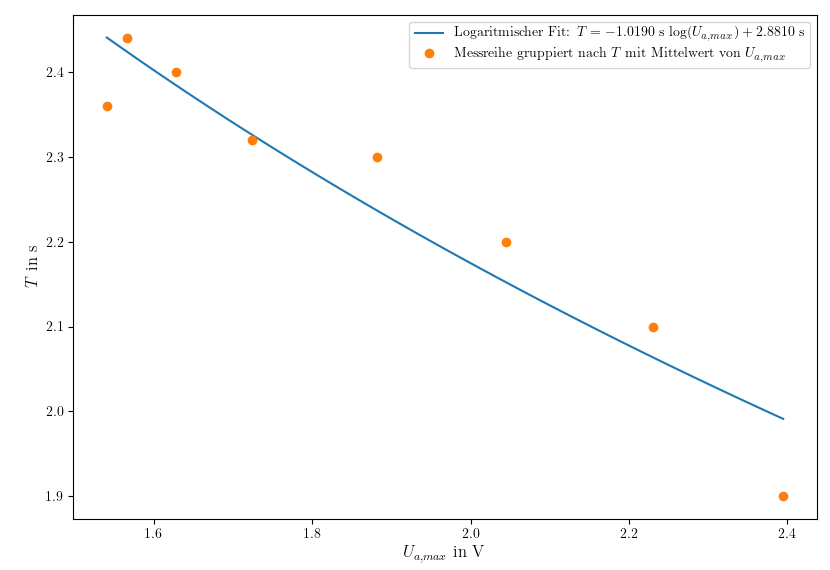 Logaritmischer Fit: T = −1.0190 s log(U_{a,max}) + 2.8810 s
Messreihe gruppiert nach T mit Mittelwert von U_{a,max}
2.4
2.3
2.2
2.1
2.0
1.9
T in s
1.6 1.8 2.0 2.2 2.4
U_{a,max} in V